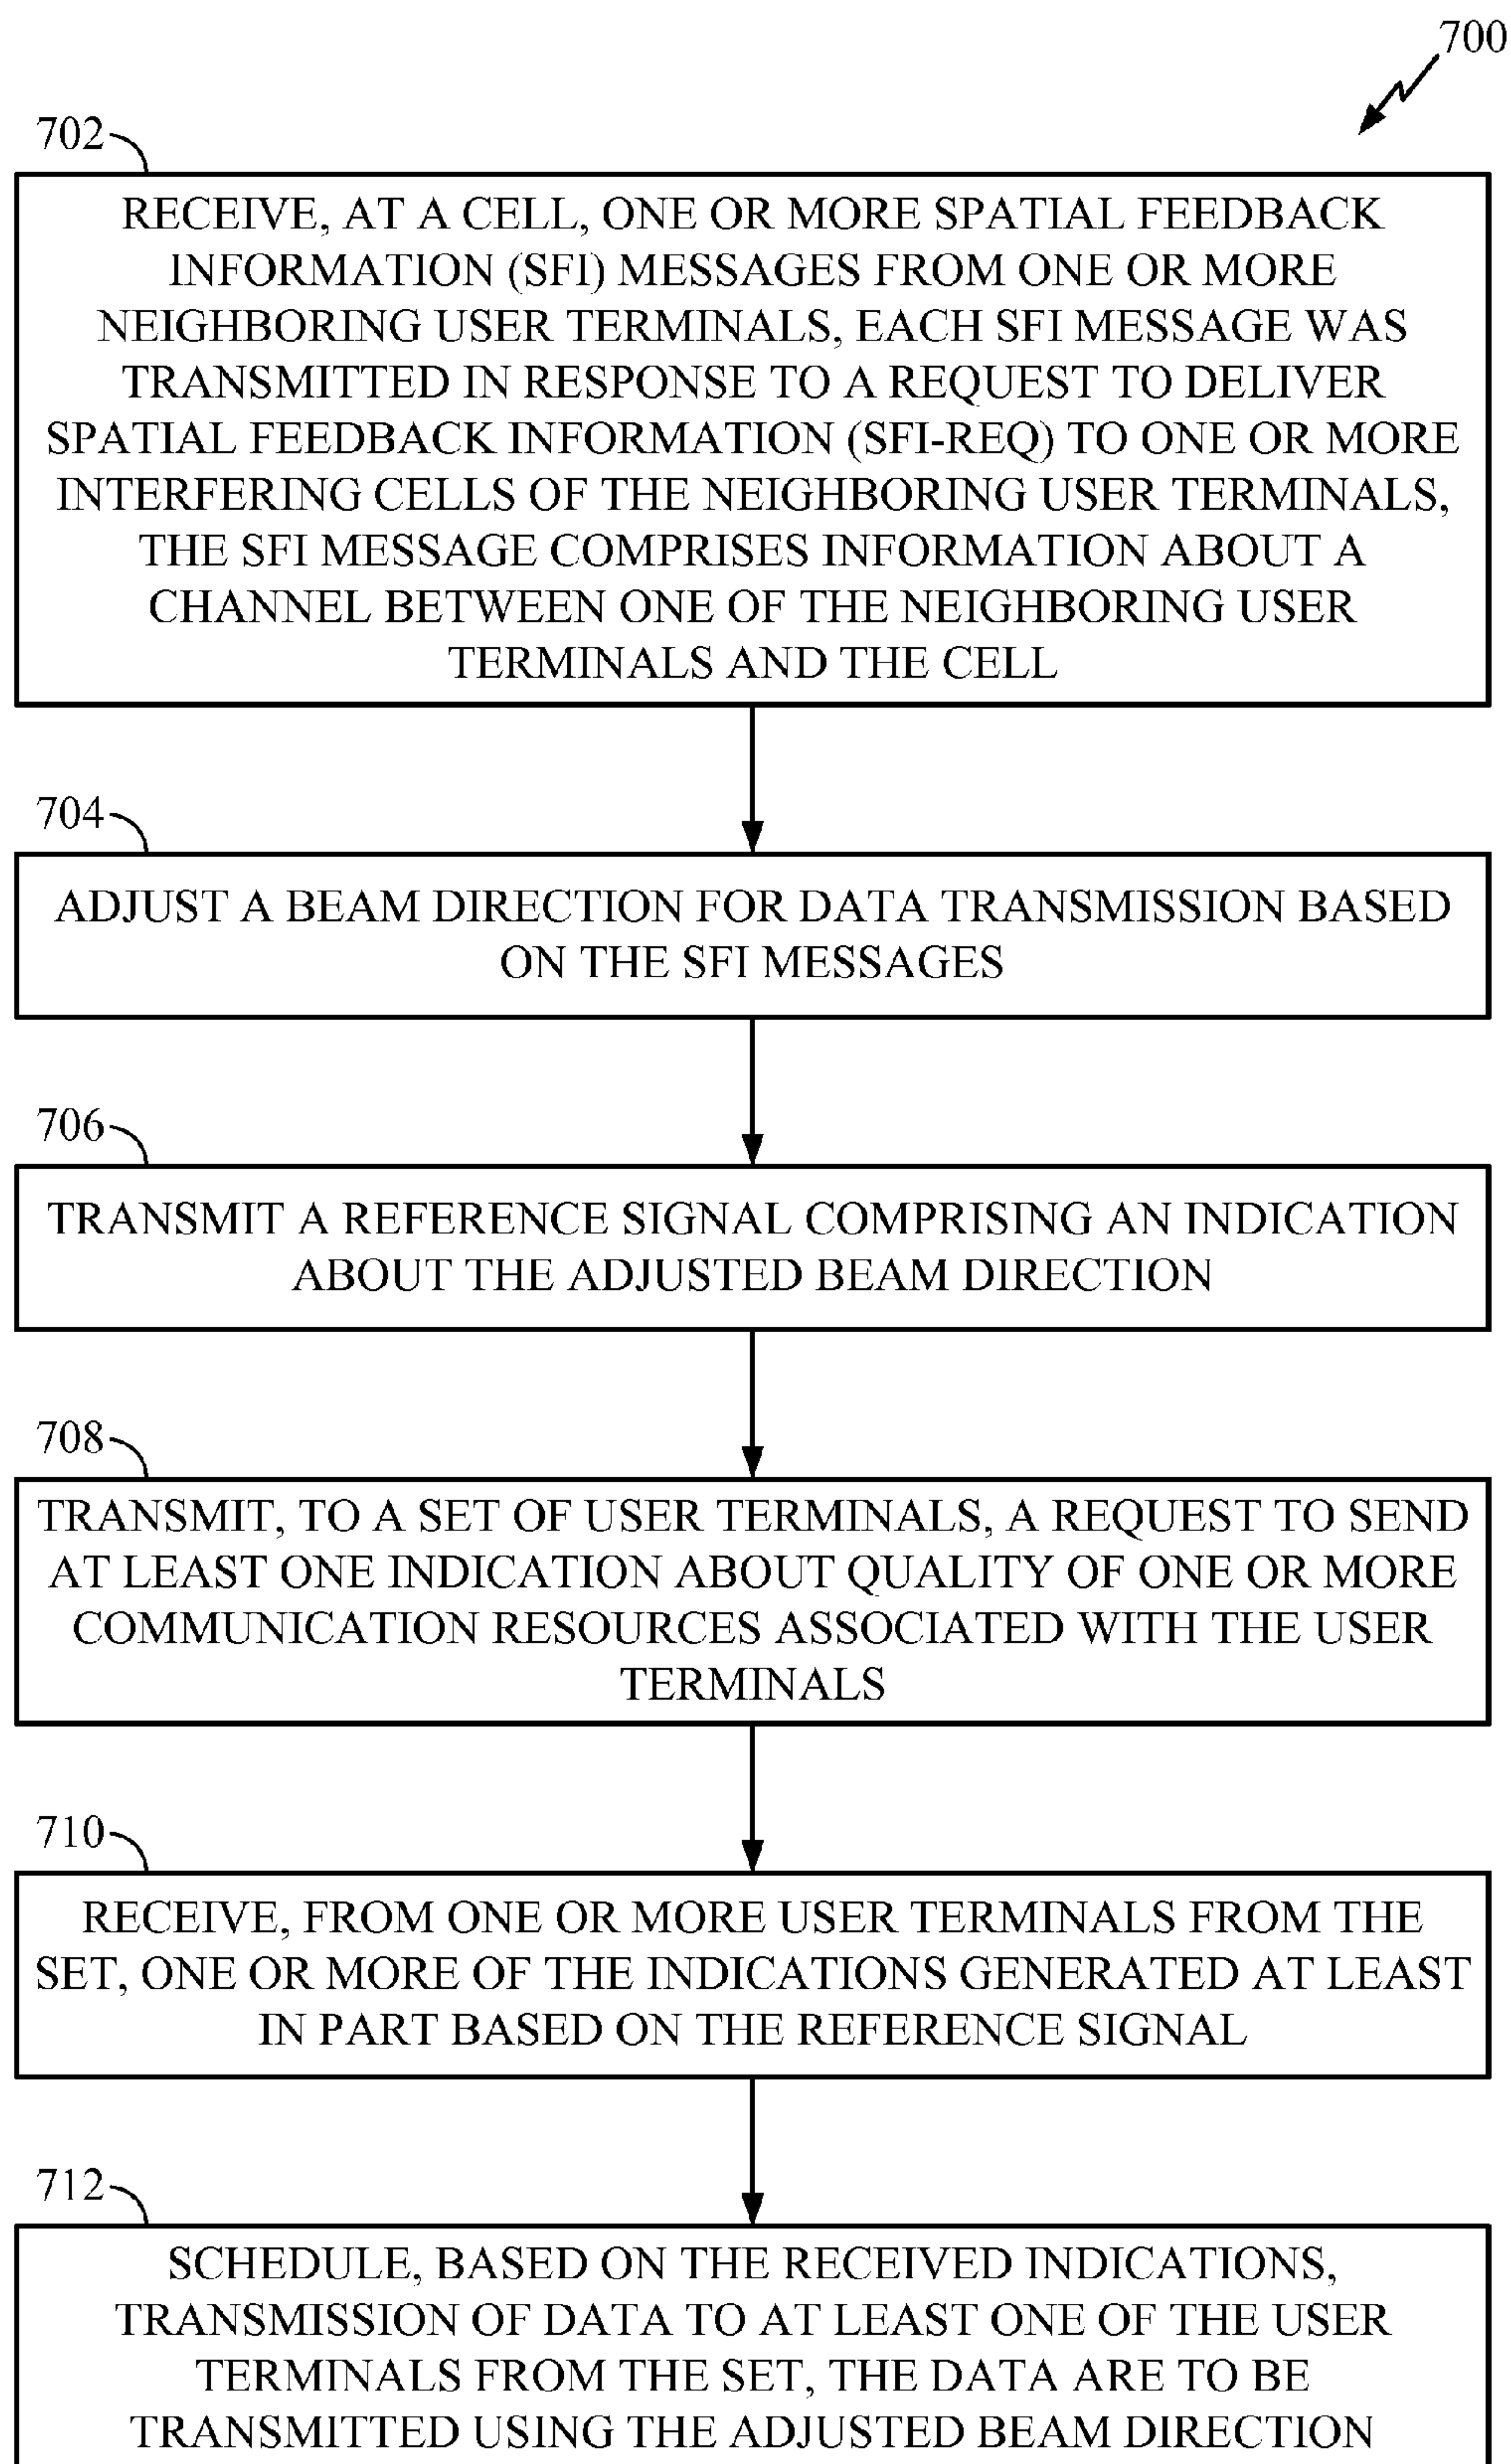 700
702
RECEIVE, AT A CELL, ONE OR MORE SPATIAL FEEDBACK
INFORMATION (SFI) MESSAGES FROM ONE OR MORE
NEIGHBORING USER TERMINALS, EACH SFI MESSAGE WAS
TRANSMITTED IN RESPONSE TO A REQUEST TO DELIVER
SPATIAL FEEDBACK INFORMATION (SFI-REQ) TO ONE OR MORE
INTERFERING CELLS OF THE NEIGHBORING USER TERMINALS,
THE SFI MESSAGE COMPRISES INFORMATION ABOUT A
CHANNEL BETWEEN ONE OF THE NEIGHBORING USER
TERMINALS AND THE CELL
704
ADJUST A BEAM DIRECTION FOR DATA TRANSMISSION BASED
ON THE SFI MESSAGES
706
TRANSMIT A REFERENCE SIGNAL COMPRISING AN INDICATION
ABOUT THE ADJUSTED BEAM DIRECTION
708
TRANSMIT, TO A SET OF USER TERMINALS, A REQUEST TO SEND
AT LEAST ONE INDICATION ABOUT QUALITY OF ONE OR MORE
COMMUNICATION RESOURCES ASSOCIATED WITH THE USER
TERMINALS
710
RECEIVE, FROM ONE OR MORE USER TERMINALS FROM THE
SET, ONE OR MORE OF THE INDICATIONS GENERATED AT LEAST
IN PART BASED ON THE REFERENCE SIGNAL
712
SCHEDULE, BASED ON THE RECEIVED INDICATIONS,
TRANSMISSION OF DATA TO AT LEAST ONE OF THE USER
TERMINALS FROM THE SET, THE DATA ARE TO BE
TRANSMITTED USING THE ADJUSTED BEAM DIRECTION